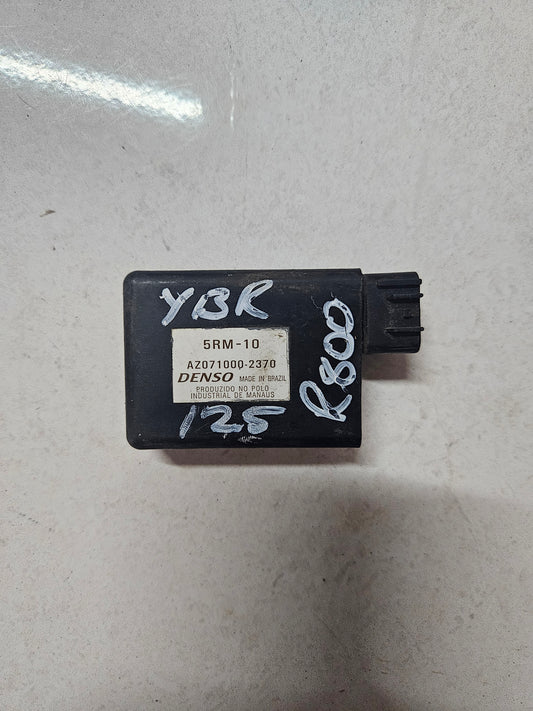 YBR
5RM-10
AZ071000-2370
DENSO MADE IN BRAZIL
PRODUZIDO NO POLO
INDUSTRIAL DE MANAUS
125
R800